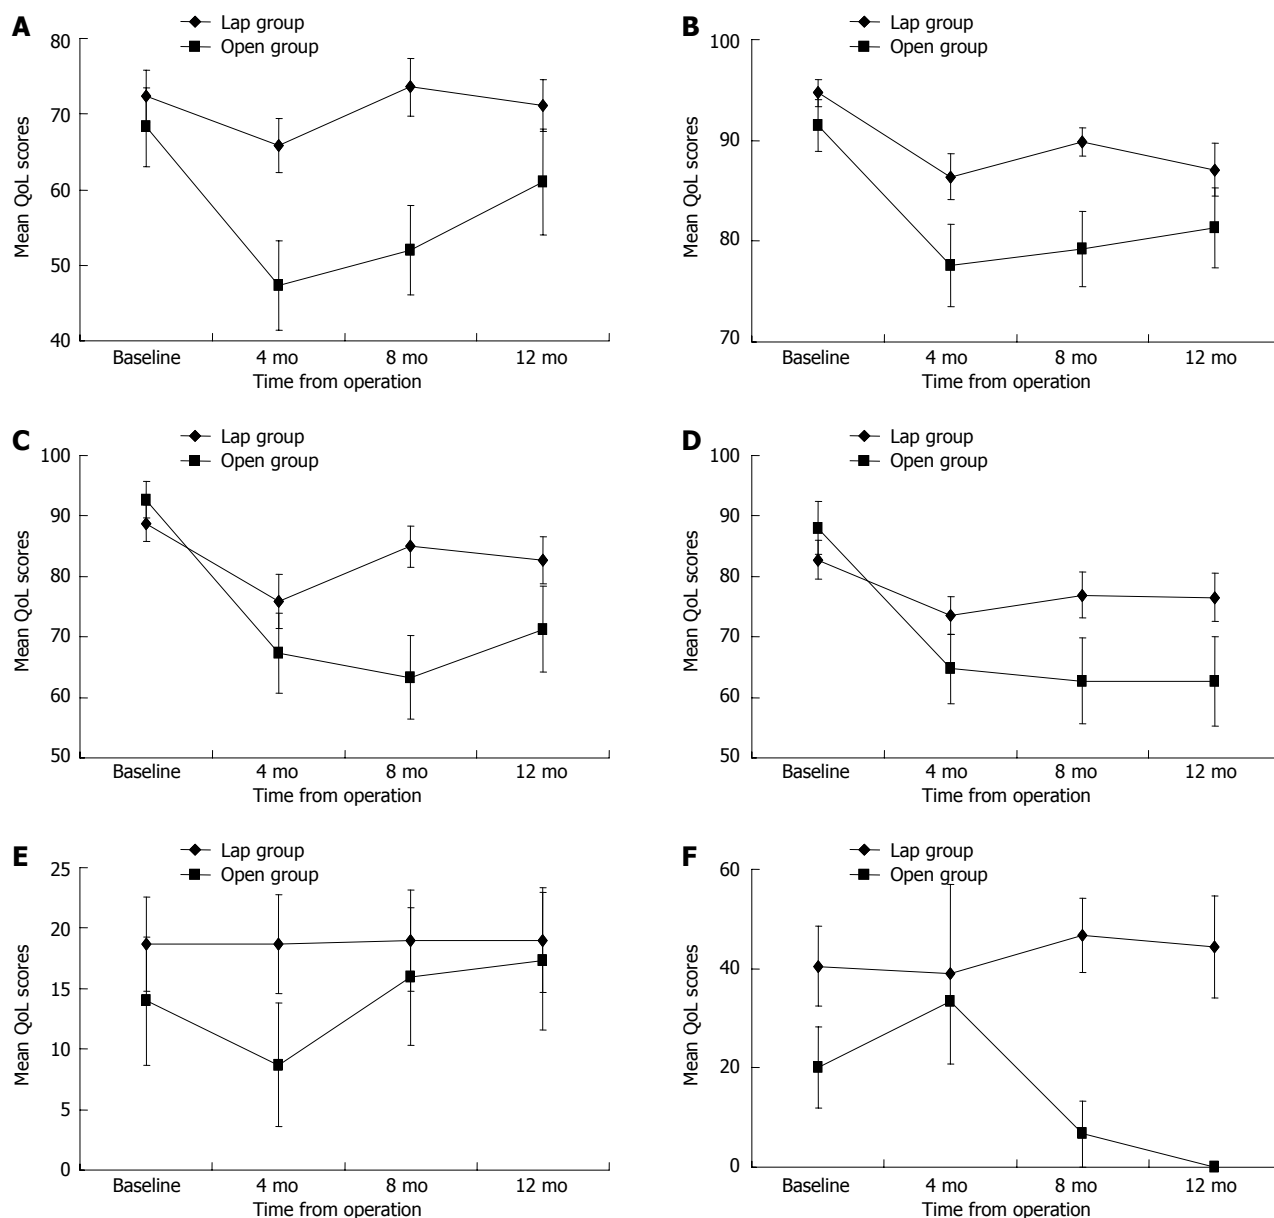 A
Lap group
Open group
80
70
60
50
40
Mean QoL scores
Baseline 4 mo 8 mo 12 mo
Time from operation
B
Lap group
Open group
100
90
80
70
Mean QoL scores
Baseline 4 mo 8 mo 12 mo
Time from operation
C
Lap group
Open group
100
90
80
70
60
50
Mean QoL scores
Baseline 4 mo 8 mo 12 mo
Time from operation
D
Lap group
Open group
100
90
80
70
60
50
Mean QoL scores
Baseline 4 mo 8 mo 12 mo
Time from operation
E
Lap group
Open group
25
20
15
10
5
0
Mean QoL scores
Baseline 4 mo 8 mo 12 mo
Time from operation
F
Lap group
Open group
60
40
20
0
Mean QoL scores
Baseline 4 mo 8 mo 12 mo
Time from operation